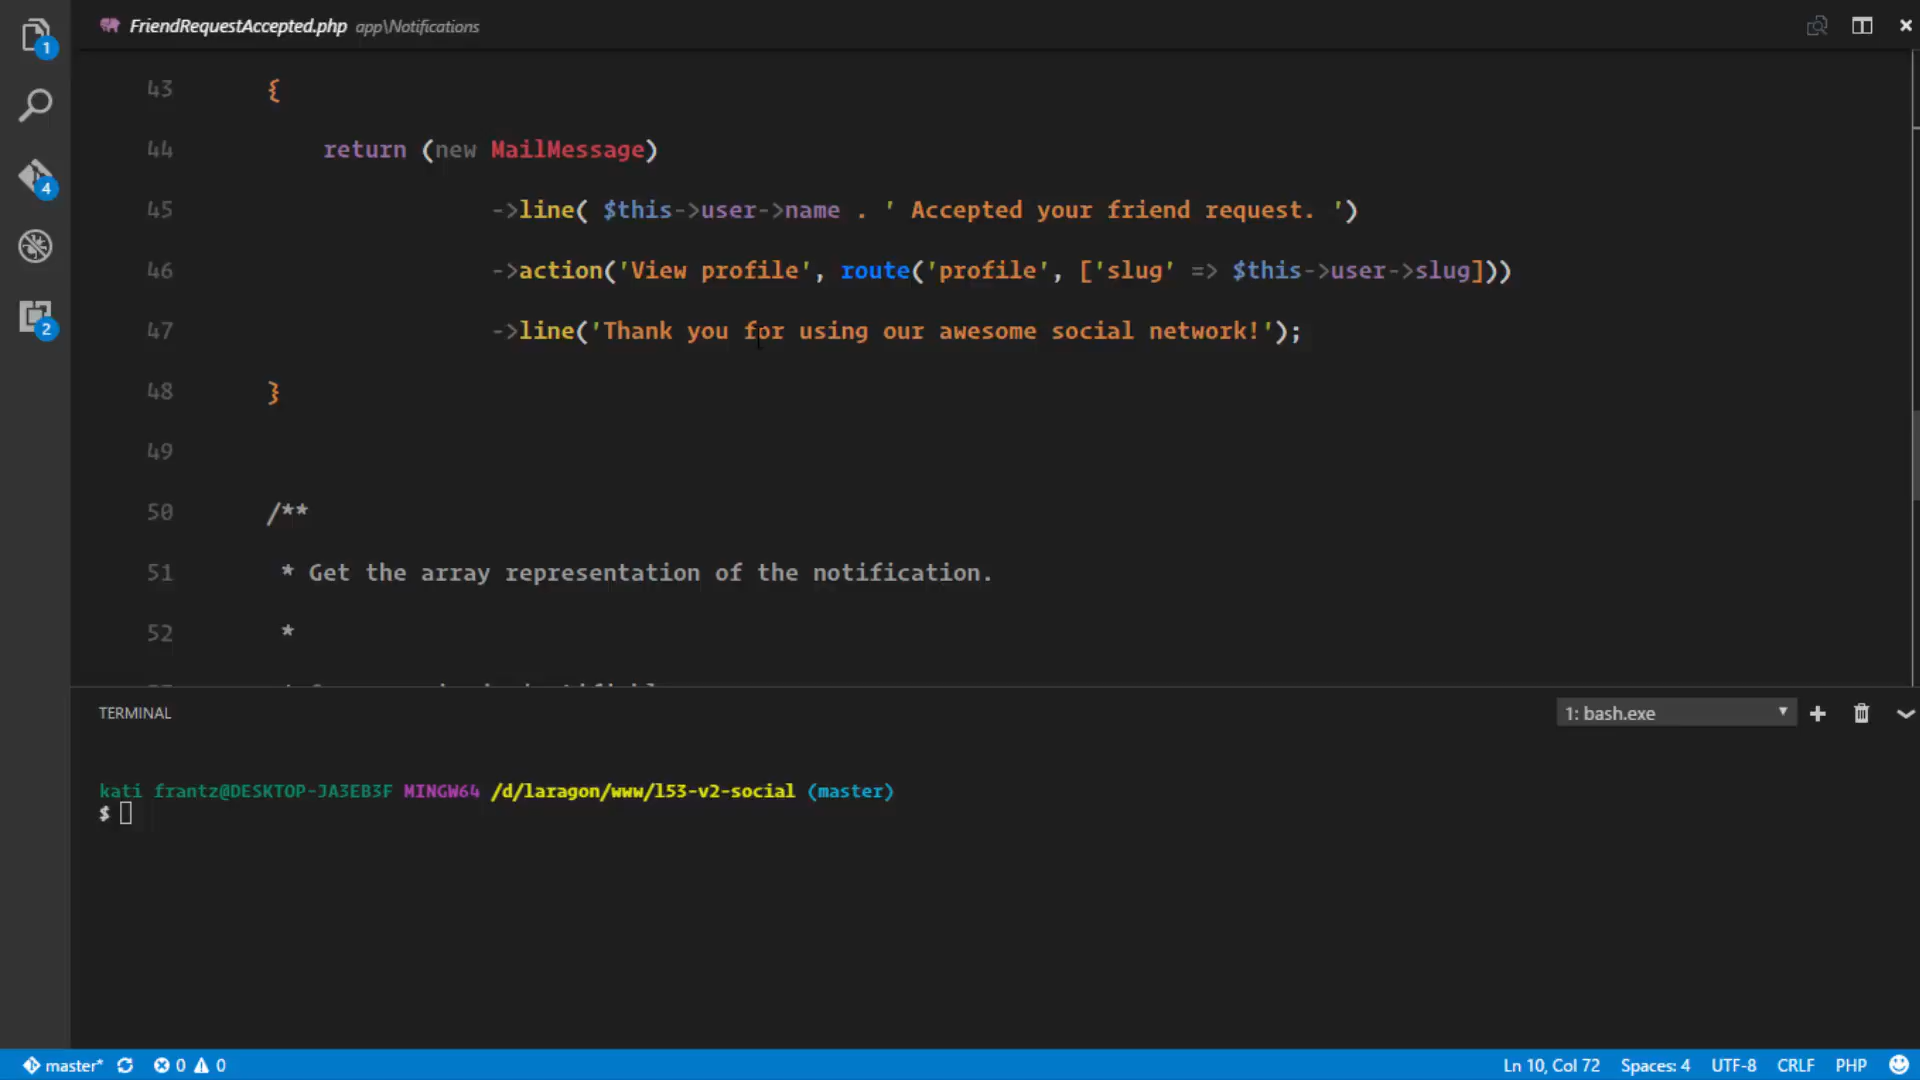 FriendRequestAccepted.php app\Notifications
1
43 {
44 return (new MailMessage)
45 ->line( $this->user->name . ' Accepted your friend request. ')
4
46 ->action('View profile', route('profile', ['slug' => $this->user->slug]))
47 ->line('Thank you for using our awesome social network!');
2
48 }
49
50 /**
51 * Get the array representation of the notification.
52 *
TERMINAL
1: bash.exe
kati frantz@DESKTOP-JA3EB3F MINGW64 /d/laragon/www/l53-v2-social (master)
$
master* 0 0 Ln 10, Col 72 Spaces: 4 UTF-8 CRLF PHP